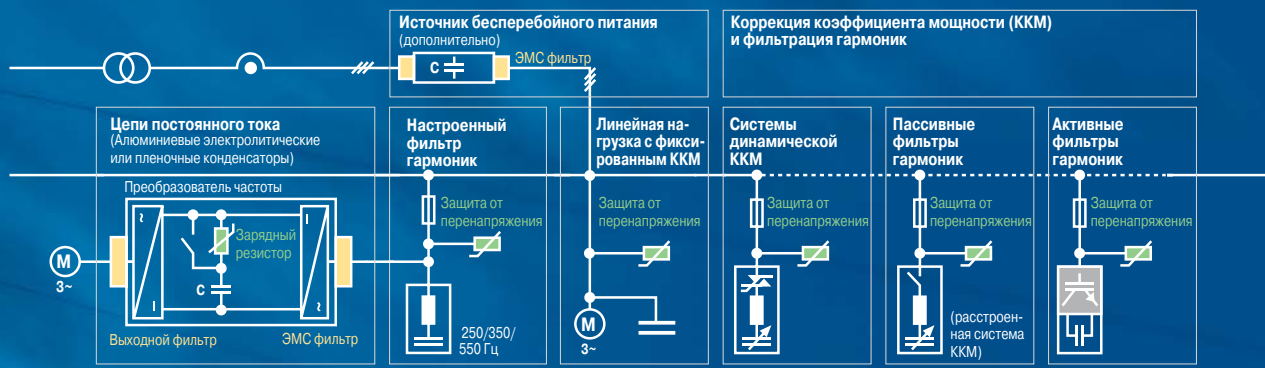 Источник бесперебойного питания
(дополнительно)
ЭМС фильтр
C
Коррекция коэффициента мощности (ККМ)
и фильтрация гармоник
Цепи постоянного тока
(Алюминиевые электролитические
или пленочные конденсаторы)
Преобразователь частоты
~
Зарядный
резистор
C
~
M
3~
Выходной фильтр
ЭМС фильтр
Настроенный
фильтр
гармоник
Защита от
перенапряжения
250/350/
550 Гц
Линейная на-
грузка с фикси-
рованным ККМ
Защита от
перенапряжения
M
3~
Системы
динамической
ККМ
Защита от
перенапряжения
Пассивные
фильтры
гармоник
Защита от
перенапряжения
(расстроен-
ная система
ККМ)
Активные
фильтры
гармоник
Защита от
перенапряжения